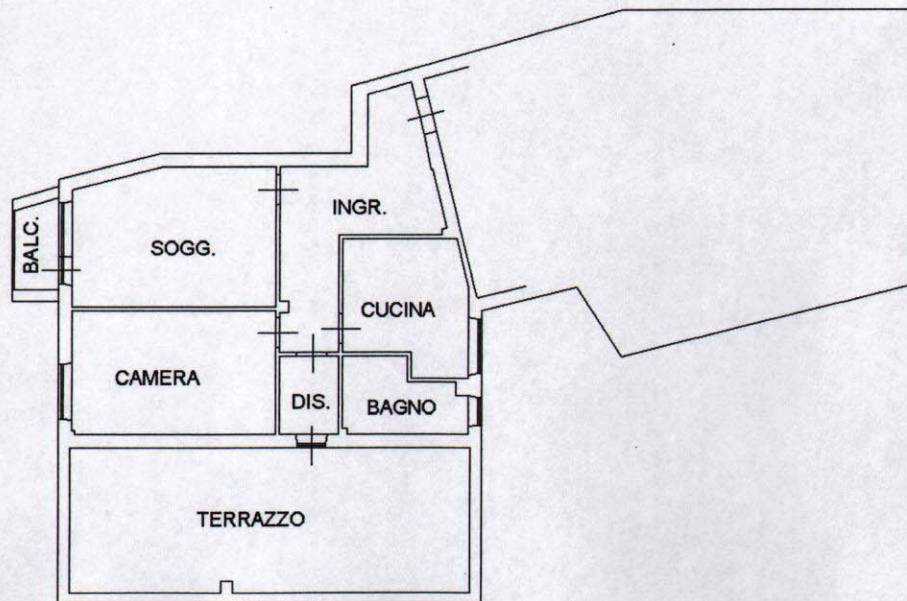 INGR.
BALC.
SOGG.
CUCINA
CAMERA
DIS.
BAGNO
TERRAZZO